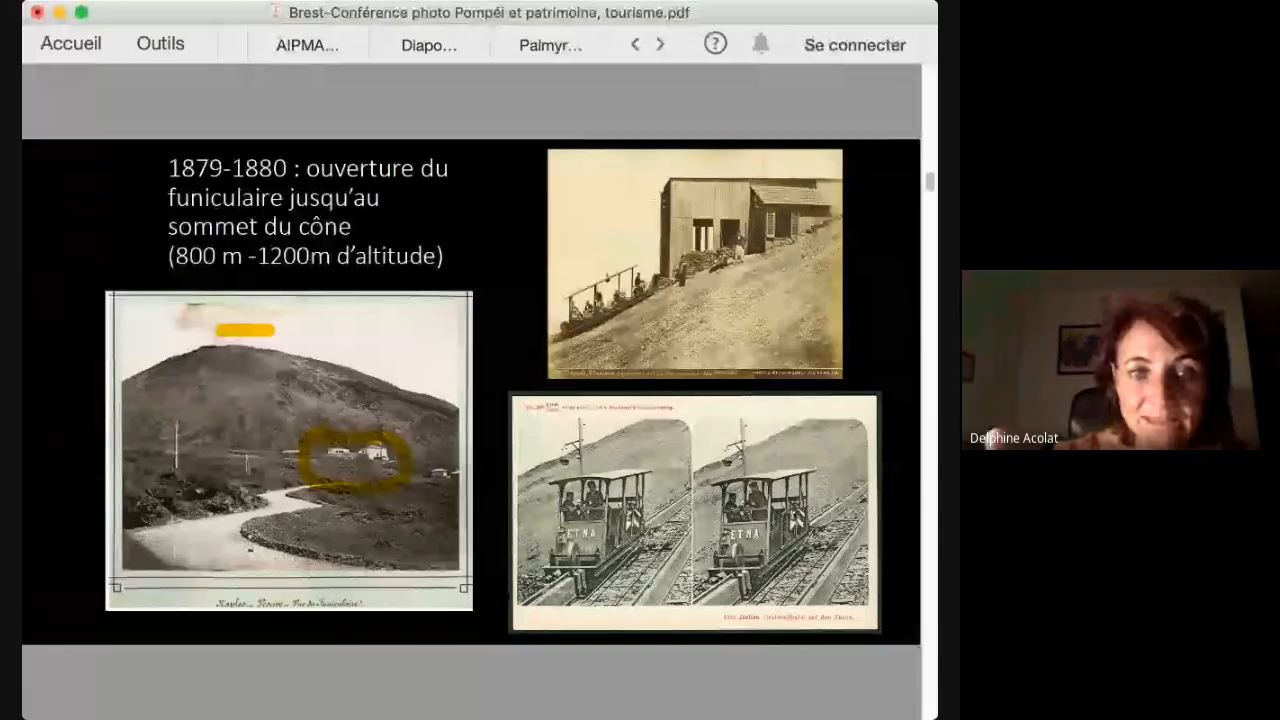 Brest-Conférence photo Pompéi et patrimoine, tourisme.pdf
Accueil Outils AIPMA... Diapo... Palmyr... ? Se connecter
1879-1880 : ouverture du
funiculaire jusqu'au
sommet du cône
(800 m -1200m d'altitude)
ETNA ETNA
Naples - Vésuve - Vue du Funiculaire
Delphine Acolat